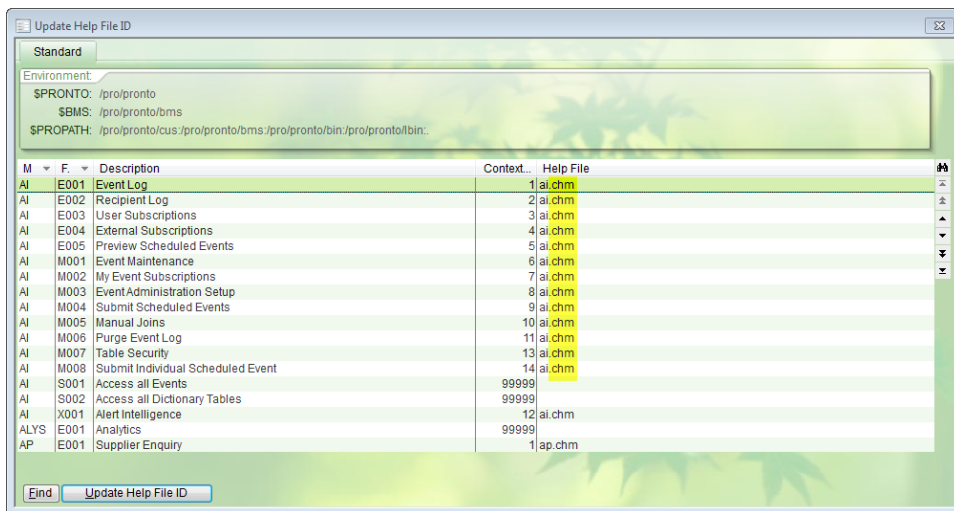 Update Help File ID
Standard
Environment:
$PRONTO: /pro/pronto
$BMS: /pro/pronto/bms
$PROPATH: /pro/pronto/cus:/pro/pronto/bms:/pro/pronto/bin:/pro/pronto/lbin:.
M F. Description Context... Help File
AI E001 Event Log 1 ai.chm
AI E002 Recipient Log 2 ai.chm
AI E003 User Subscriptions 3 ai.chm
AI E004 External Subscriptions 4 ai.chm
AI E005 Preview Scheduled Events 5 ai.chm
AI M001 Event Maintenance 6 ai.chm
AI M002 My Event Subscriptions 7 ai.chm
AI M003 Event Administration Setup 8 ai.chm
AI M004 Submit Scheduled Events 9 ai.chm
AI M005 Manual Joins 10 ai.chm
AI M006 Purge Event Log 11 ai.chm
AI M007 Table Security 13 ai.chm
AI M008 Submit Individual Scheduled Event 14 ai.chm
AI S001 Access all Events 99999
AI S002 Access all Dictionary Tables 99999
AI X001 Alert Intelligence 12 ai.chm
ALYS E001 Analytics 99999
AP E001 Supplier Enquiry 1 ap.chm
Find Update Help File ID